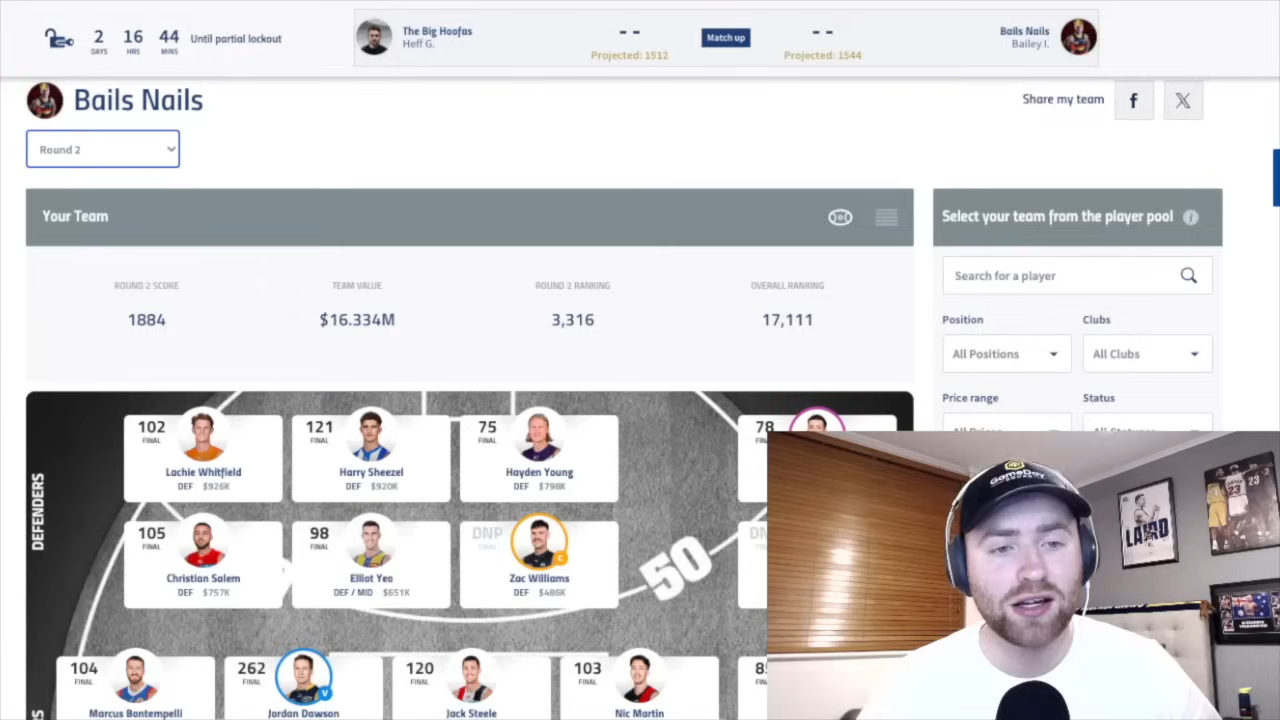 2 16 44 Until partial lockout
DAYS HRS MINS
The Big Hoofas
Heff G.
- -
Projected: 1512
Match up
- -
Projected: 1544
Bails Nails
Bailey I.
Bails Nails
Share my team
f
X
Round 2
Your Team
ROUND 2 SCORE
1884
TEAM VALUE
$16.334M
ROUND 2 RANKING
3,316
OVERALL RANKING
17,111
Select your team from the player pool
i
Search for a player
Position
Clubs
All Positions
All Clubs
Price range
Status
DEFENDERS
102
FINAL
Lachie Whitfield
DEF $926K
121
FINAL
Harry Sheezel
DEF $920K
75
FINAL
Hayden Young
DEF $798K
78
FINAL
105
FINAL
Christian Salem
DEF $757K
98
FINAL
Elliot Yeo
DEF / MID $651K
DNP
FINAL
E
Zac Williams
DEF $486K
50
104
FINAL
Marcus Bontempelli
262
FINAL
V
Jordan Dawson
120
FINAL
Jack Steele
103
FINAL
Nic Martin
GameDay
LAIRD
23
23